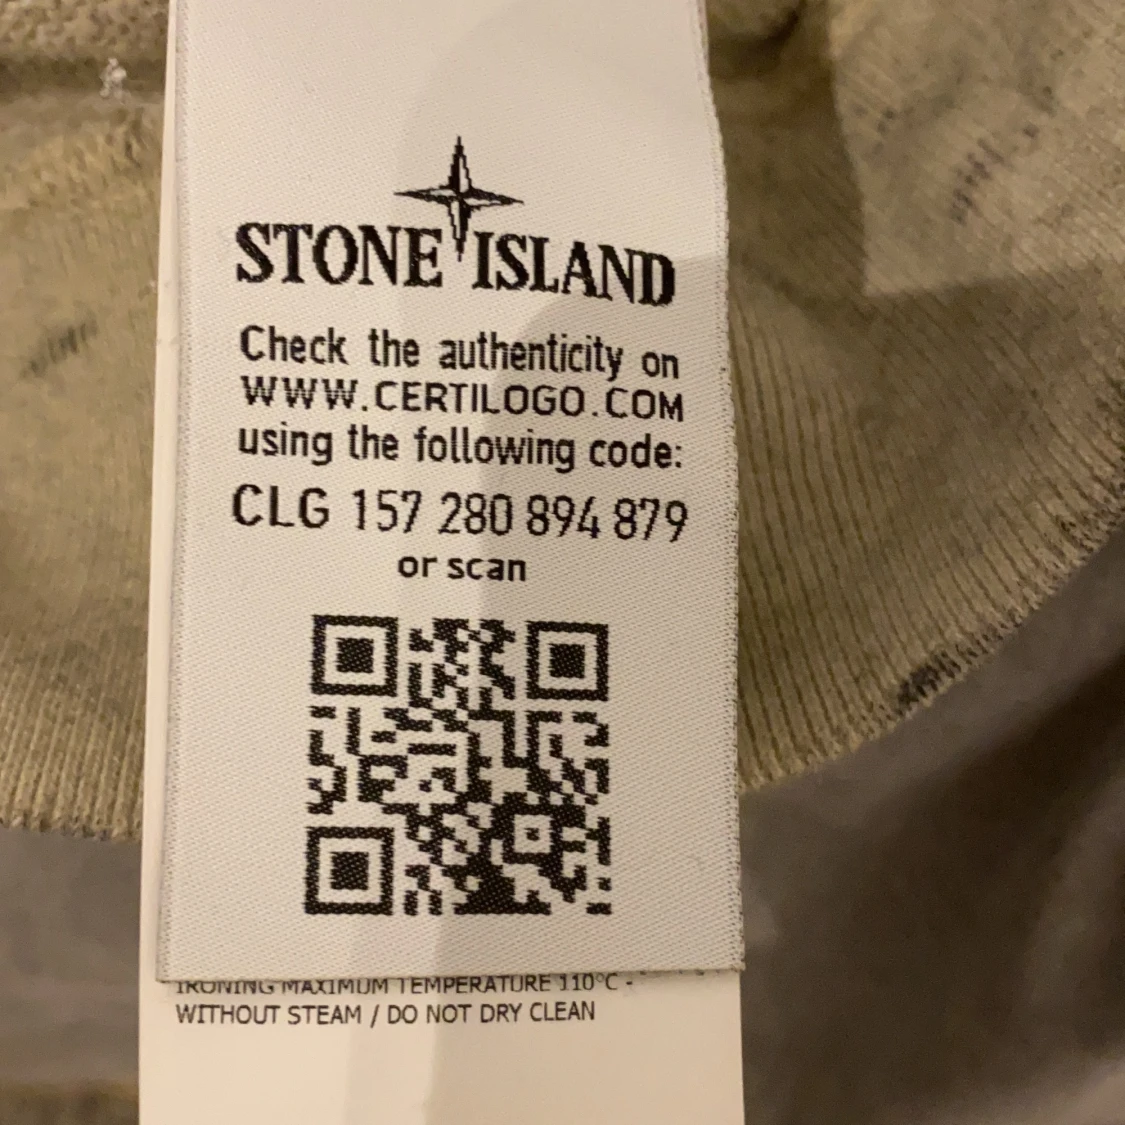 STONE ISLAND
Check the authenticity on
WWW.CERTILOGO.COM
using the following code:
CLG 157 280 894 879
or scan
IRONING MAXIMUM TEMPERATURE 110°C -
WITHOUT STEAM / DO NOT DRY CLEAN